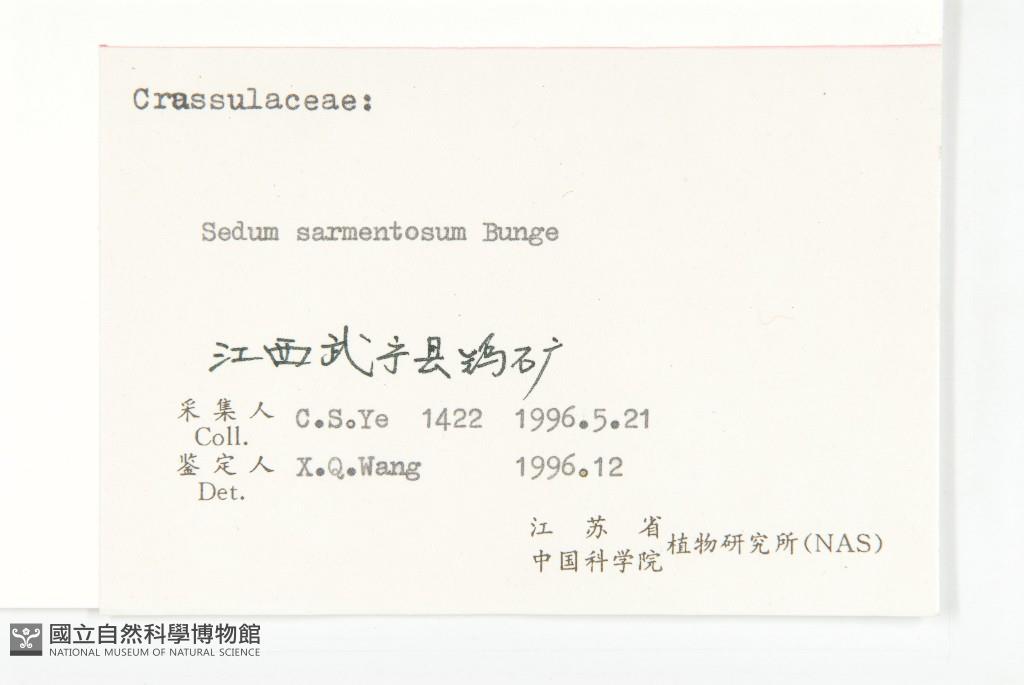 Crassulaceae:
Sedum sarmentosum Bunge
江西武宁县钨矿
采集人 C.S.Ye 1422 1996.5.21
Coll.
鉴定人 X.Q.Wang 1996.12
Det.
江苏省
中国科学院 植物研究所(NAS)
國立自然科學博物館
NATIONAL MUSEUM OF NATURAL SCIENCE